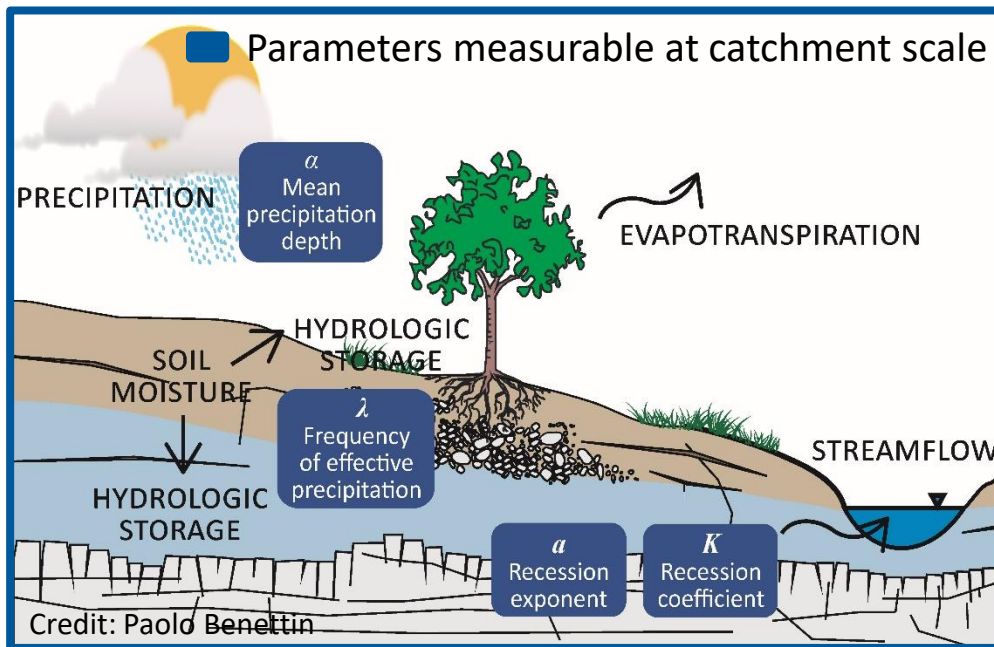 Parameters measurable at catchment scale
PRECIPITATION
α
Mean
precipitation
depth
EVAPOTRANSPIRATION
HYDROLOGIC
STORAGE
SOIL
MOISTURE
λ
Frequency
of effective
precipitation
STREAMFLOW
HYDROLOGIC
STORAGE
a
Recession
exponent
K
Recession
coefficient
Credit: Paolo Benettin